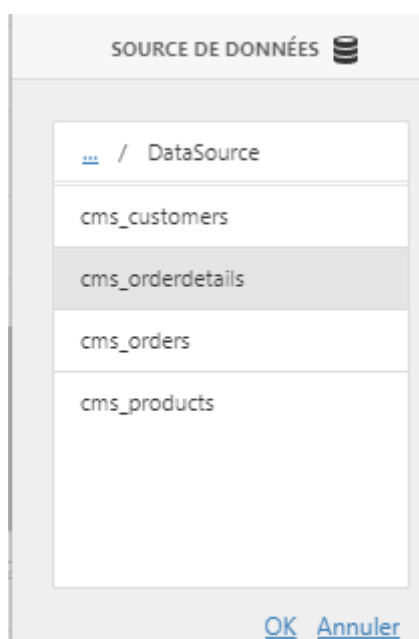 SOURCE DE DONNÉES
... / DataSource
cms_customers
cms_orderdetails
cms_orders
cms_products
OK Annuler